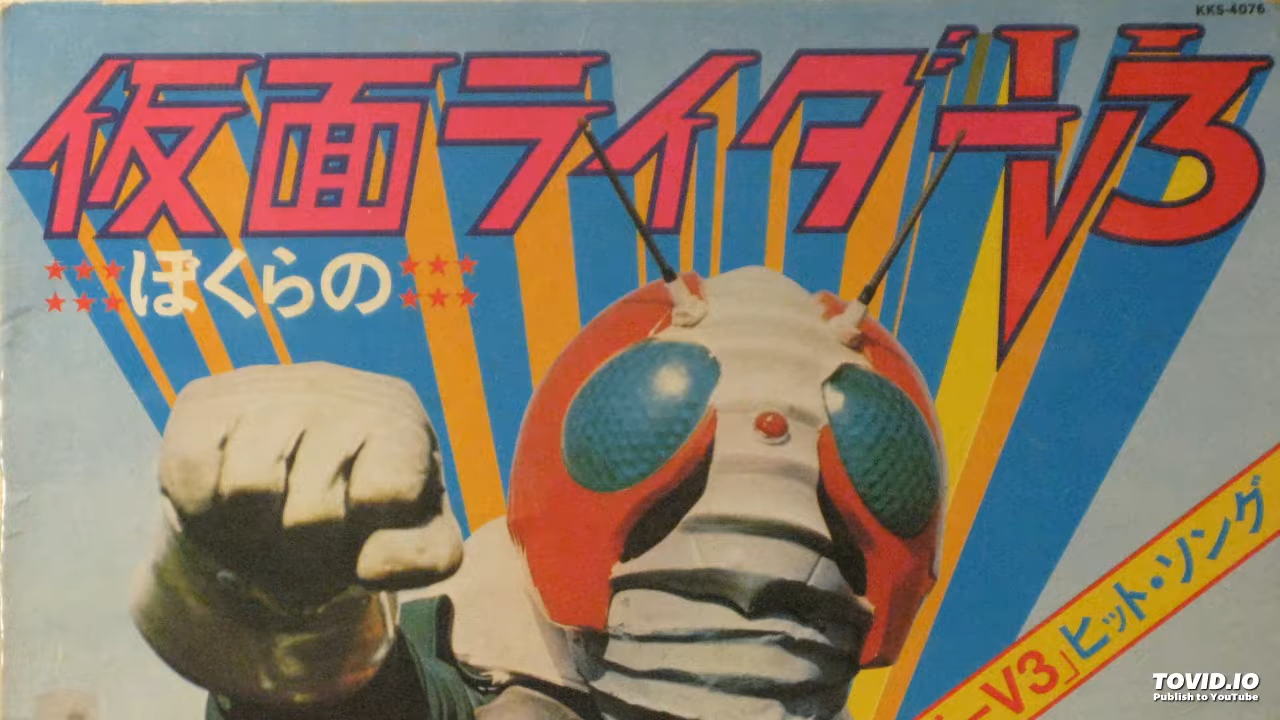 KKS-4076
仮面ライダーV3
ぼくらの
ーV3」ヒット・ソング
TOVID.IO
Publish to YouTube